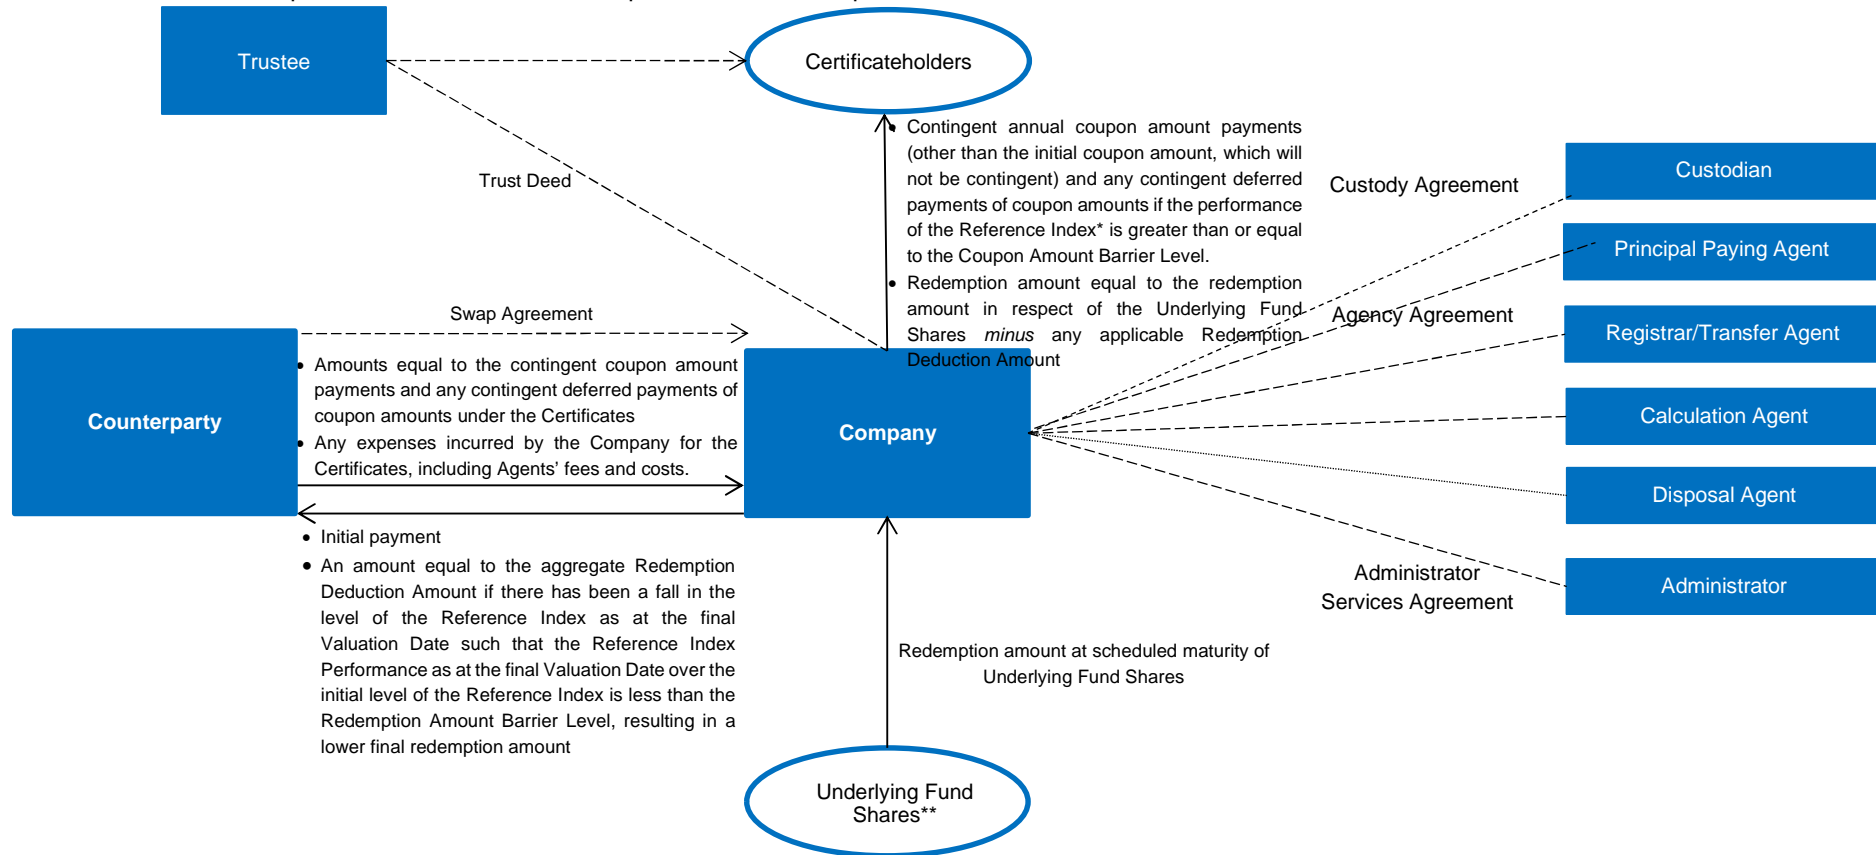 Trustee
Certificateholders
Trust Deed
• Contingent annual coupon amount payments
(other than the initial coupon amount, which will
not be contingent) and any contingent deferred
payments of coupon amounts if the performance
of the Reference Index* is greater than or equal
to the Coupon Amount Barrier Level.
• Redemption amount equal to the redemption
amount in respect of the Underlying Fund
Shares minus any applicable Redemption
Deduction Amount
Swap Agreement
Counterparty
• Amounts equal to the contingent coupon amount
payments and any contingent deferred payments of
coupon amounts under the Certificates
• Any expenses incurred by the Company for the
Certificates, including Agents’ fees and costs.
Company
• Initial payment
• An amount equal to the aggregate Redemption
Deduction Amount if there has been a fall in the
level of the Reference Index as at the final
Valuation Date such that the Reference Index
Performance as at the final Valuation Date over the
initial level of the Reference Index is less than the
Redemption Amount Barrier Level, resulting in a
lower final redemption amount
Redemption amount at scheduled maturity of
Underlying Fund Shares
Underlying Fund
Shares**
Custody Agreement
Agency Agreement
Administrator
Services Agreement
Custodian
Principal Paying Agent
Registrar/Transfer Agent
Calculation Agent
Disposal Agent
Administrator